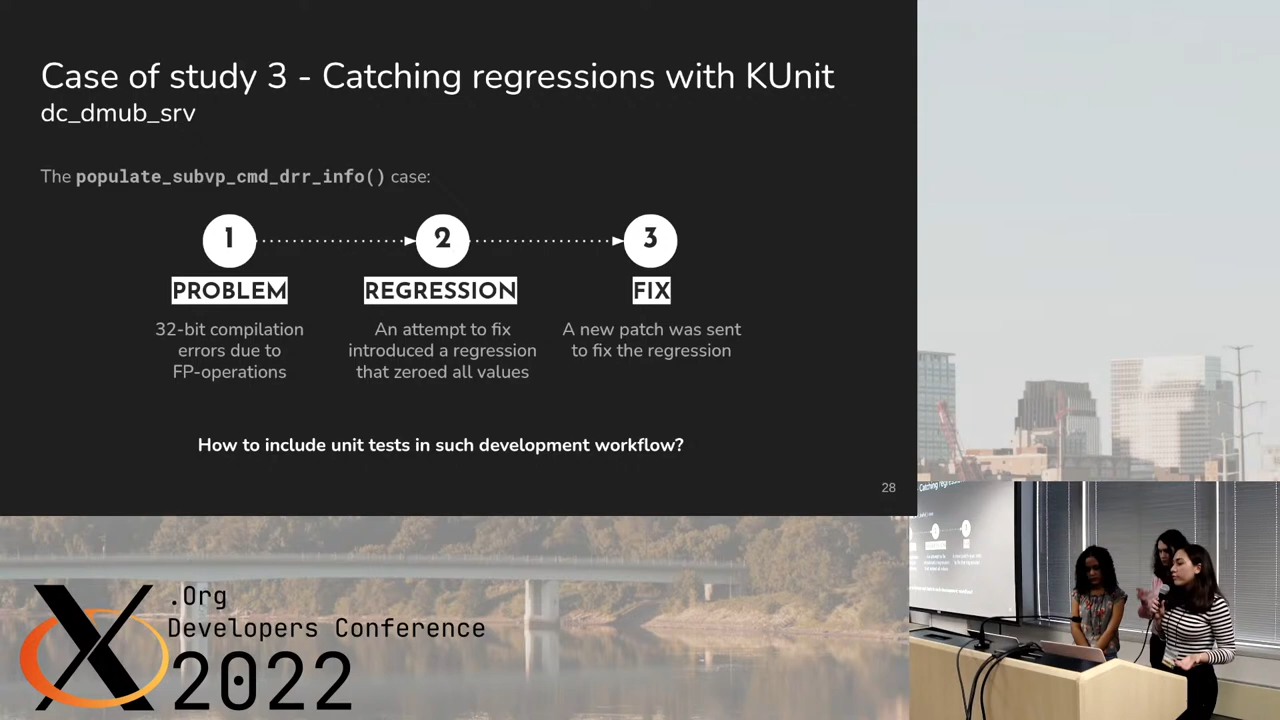 Case of study 3 - Catching regressions with KUnit
dc_dmub_srv
The populate_subvp_cmd_drr_info() case:
1
2
3
PROBLEM
REGRESSION
FIX
32-bit compilation
errors due to
FP-operations
An attempt to fix
introduced a regression
that zeroed all values
A new patch was sent
to fix the regression
How to include unit tests in such development workflow?
28
X
.Org
Developers Conference
2022